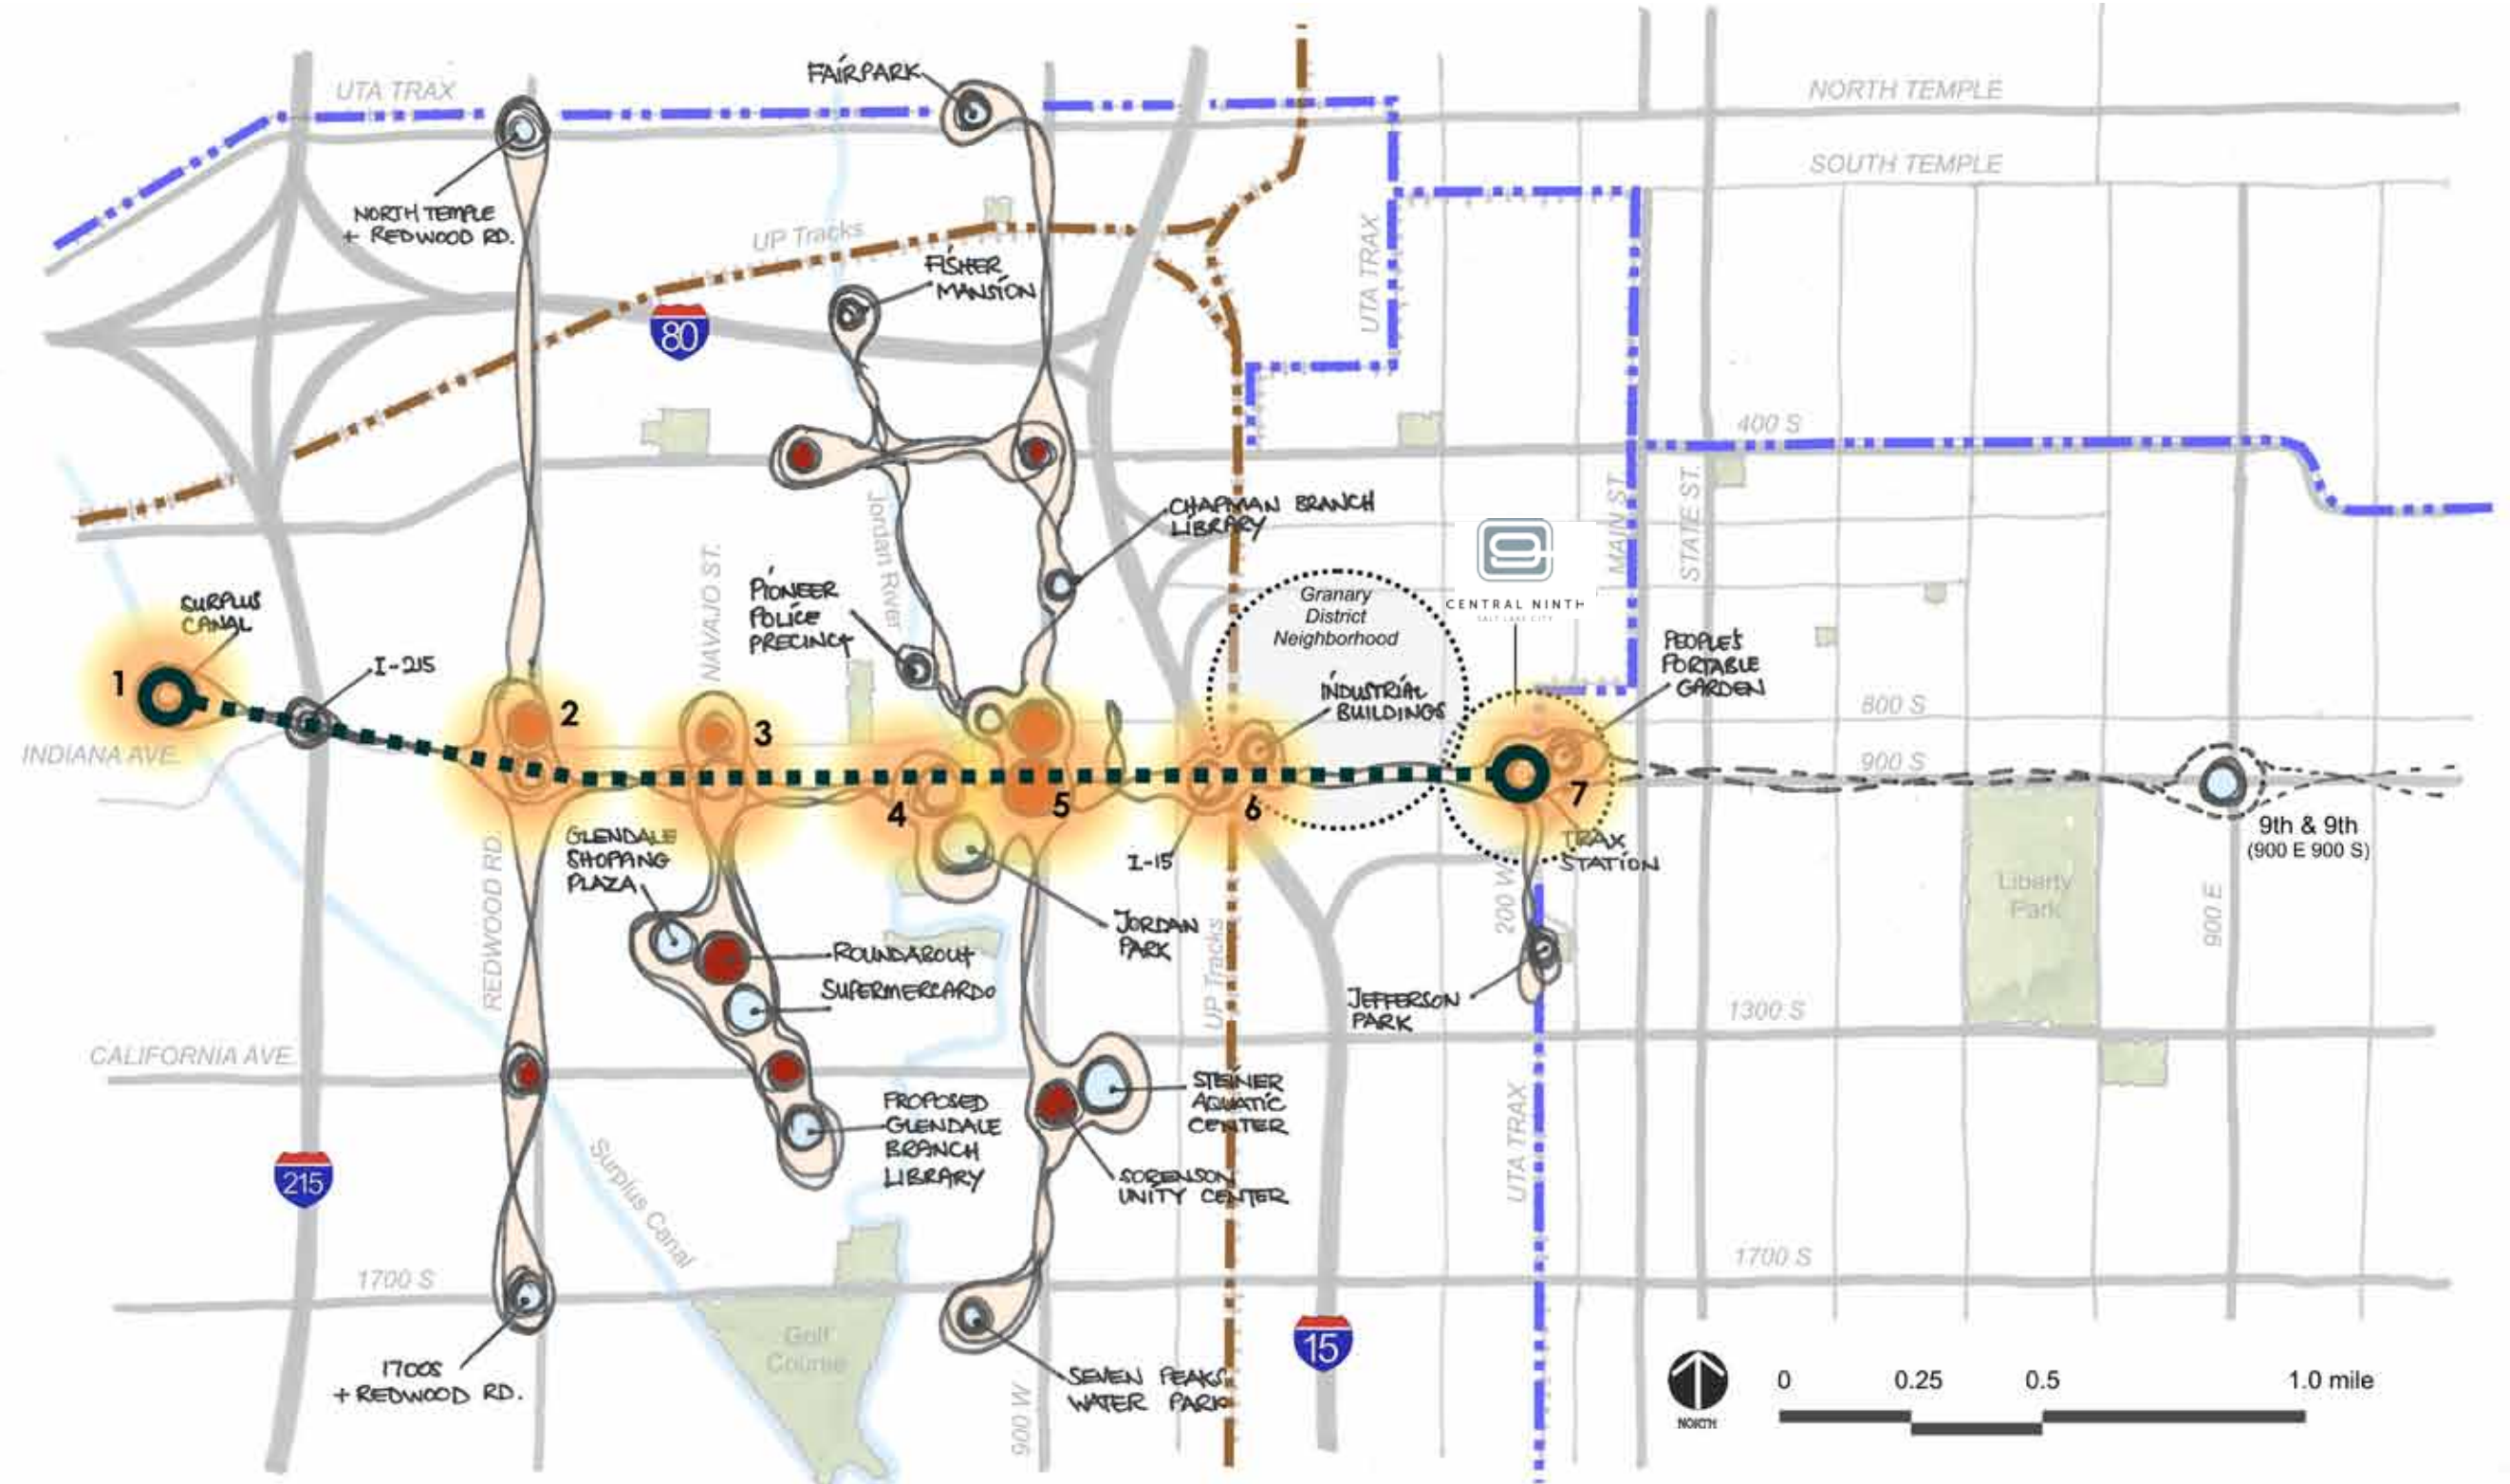 FAIRPARK
UTA TRAX
NORTH TEMPLE
SOUTH TEMPLE
NORTH TEMPLE
+ REDWOOD RD.
UP Tracks
FISHER
MANSION
UTA TRAX
80
400 S
MAIN ST.
STATE ST.
CHAPMAN BRANCH
LIBRARY
Jordan River
NAVAJO ST.
PIONEER
POLICE
PRECINCT
Granary
District
Neighborhood
9
CENTRAL NINTH
SALT LAKE CITY
SURPLUS
CANAL
I-215
PEOPLE'S
PORTABLE
GARDEN
INDUSTRIAL
BUILDINGS
1
2
3
4
5
6
7
800 S
900 S
INDIANA AVE.
REDWOOD RD.
GLENDALE
SHOPPING
PLAZA
I-15
TRAX
STATION
9th & 9th
(900 E 900 S)
200 W
Liberty
Park
900 E
JORDAN
PARK
ROUNDABOUT
SUPERMERCARDO
UP Tracks
JEFFERSON
PARK
1300 S
CALIFORNIA AVE.
STEINER
AQUATIC
CENTER
PROPOSED
GLENDALE
BRANCH
LIBRARY
SORENSON
UNITY CENTER
UTA TRAX
215
Surplus Canal
1700 S
1700 S
Golf
Course
15
1700S
+ REDWOOD RD.
SEVEN PEAKS
WATER PARK
900 W
NORTH
0 0.25 0.5 1.0 mile